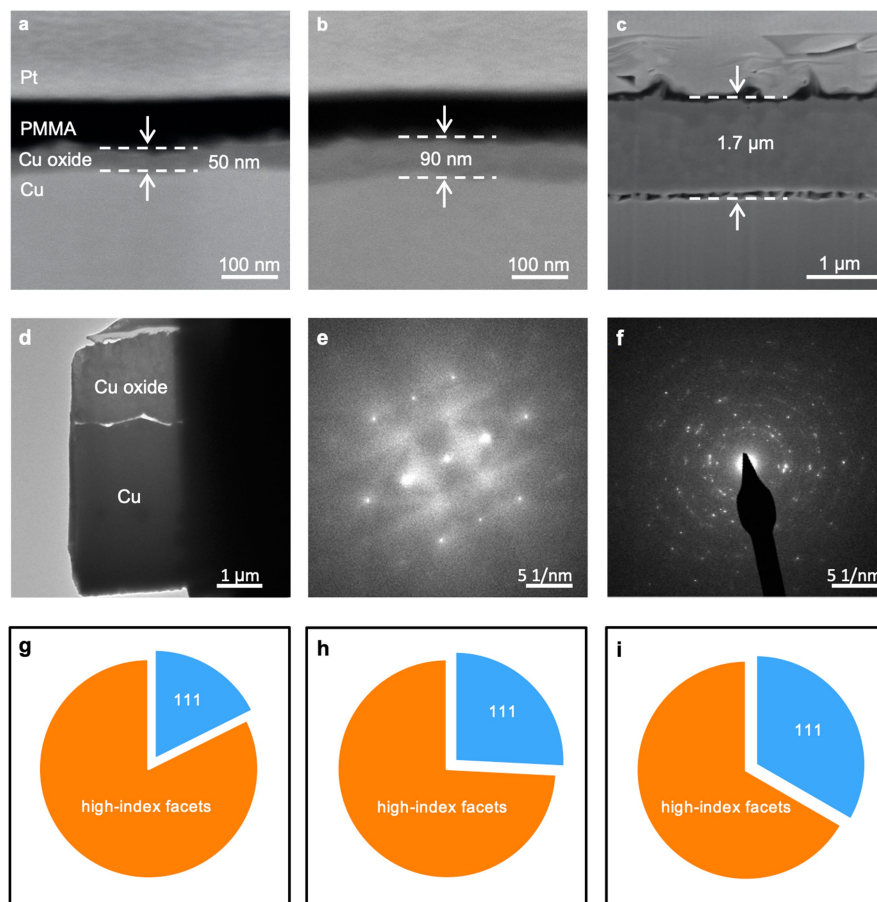 a
Pt
PMMA
Cu oxide
50 nm
Cu
100 nm
b
90 nm
100 nm
c
1.7 µm
1 µm
d
Cu oxide
Cu
1 µm
e
5 1/nm
f
5 1/nm
g
111
high-index facets
h
111
high-index facets
i
111
high-index facets